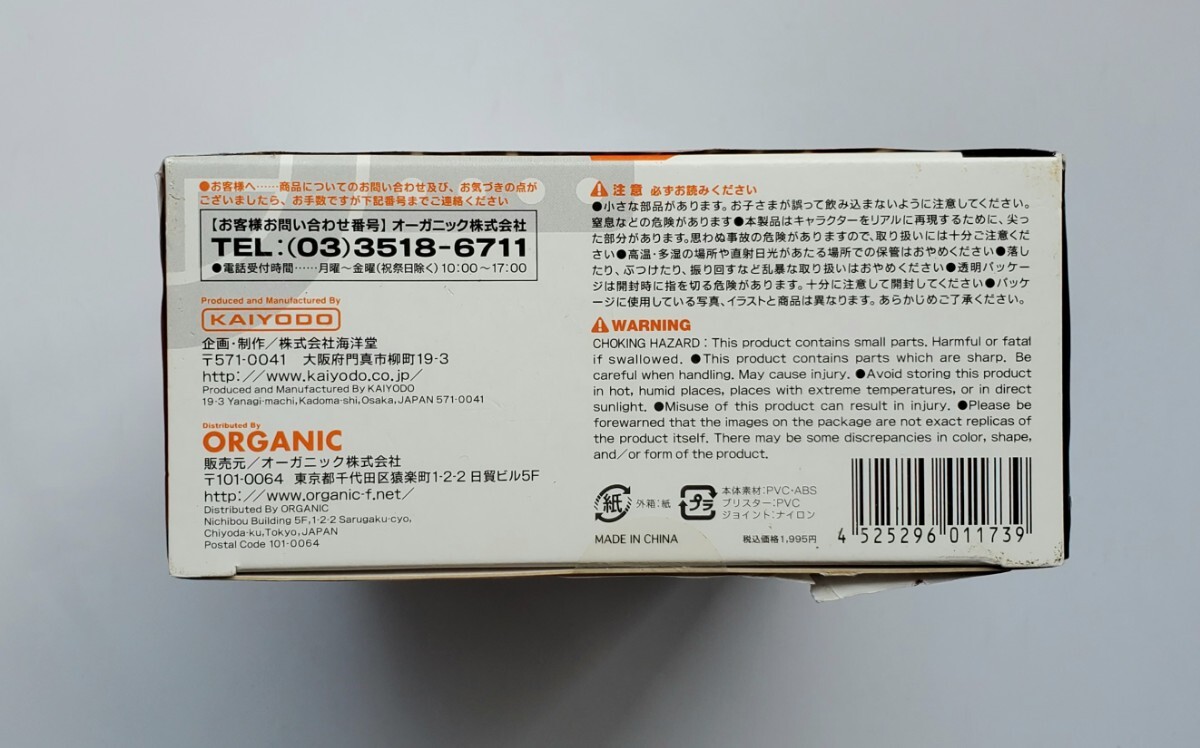 ●お客様へ……商品についてのお問い合わせ及び、お気づきの点が
ございましたら、お手数ですが下記番号までご連絡ください
【お客様お問い合わせ番号】オーガニック株式会社
TEL:(03)3518-6711
●電話受付時間……月曜〜金曜(祝祭日除く)10:00〜17:00
Produced and Manufactured By
KAIYODO
企画・制作/株式会社海洋堂
〒571-0041 大阪府門真市柳町19-3
http://www.kaiyodo.co.jp/
Produced and Manufactured By KAIYODO
19-3 Yanagi-machi, Kadoma-shi, Osaka, JAPAN 571-0041
Distributed By
ORGANIC
販売元/オーガニック株式会社
〒101-0064 東京都千代田区猿楽町1-2-2 日貿ビル5F
http://www.organic-f.net/
Distributed By ORGANIC
Nichibou Building 5F,1-2-2 Sarugaku-cyo,
Chiyoda-ku,Tokyo,JAPAN
Postal Code 101-0064
注意 必ずお読みください
●小さな部品があります。お子さまが誤って飲み込まないように注意してください。
窒息などの危険があります●本製品はキャラクターをリアルに再現するために、尖っ
た部分があります。思わぬ事故の危険がありますので、取り扱いには十分ご注意くださ
い●高温・多湿の場所や直射日光があたる場所での保管はおやめください●落し
たり、ぶつけたり、振り回すなど乱暴な取り扱いはおやめください●透明パッケー
ジは開封時に指を切る危険があります。十分に注意して開封してください●パッケ
ージに使用している写真、イラストと商品は異なります。あらかじめご了承ください。
WARNING
CHOKING HAZARD : This product contains small parts. Harmful or fatal
if swallowed. ●This product contains parts which are sharp. Be
careful when handling. May cause injury. ●Avoid storing this product
in hot, humid places, places with extreme temperatures, or in direct
sunlight. ●Misuse of this product can result in injury. ●Please be
forewarned that the images on the package are not exact replicas of
the product itself. There may be some discrepancies in color, shape,
and/or form of the product.
紙 外箱:紙
プラ 本体素材:PVC・ABS
ブリスター:PVC
ジョイント:ナイロン
MADE IN CHINA
税込価格1,995円
4 525296 011739